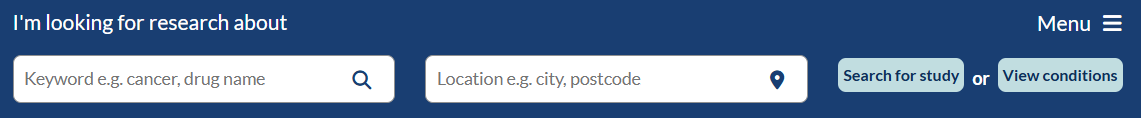 I'm looking for research about
Menu
Keyword e.g. cancer, drug name
Location e.g. city, postcode
Search for study or View conditions